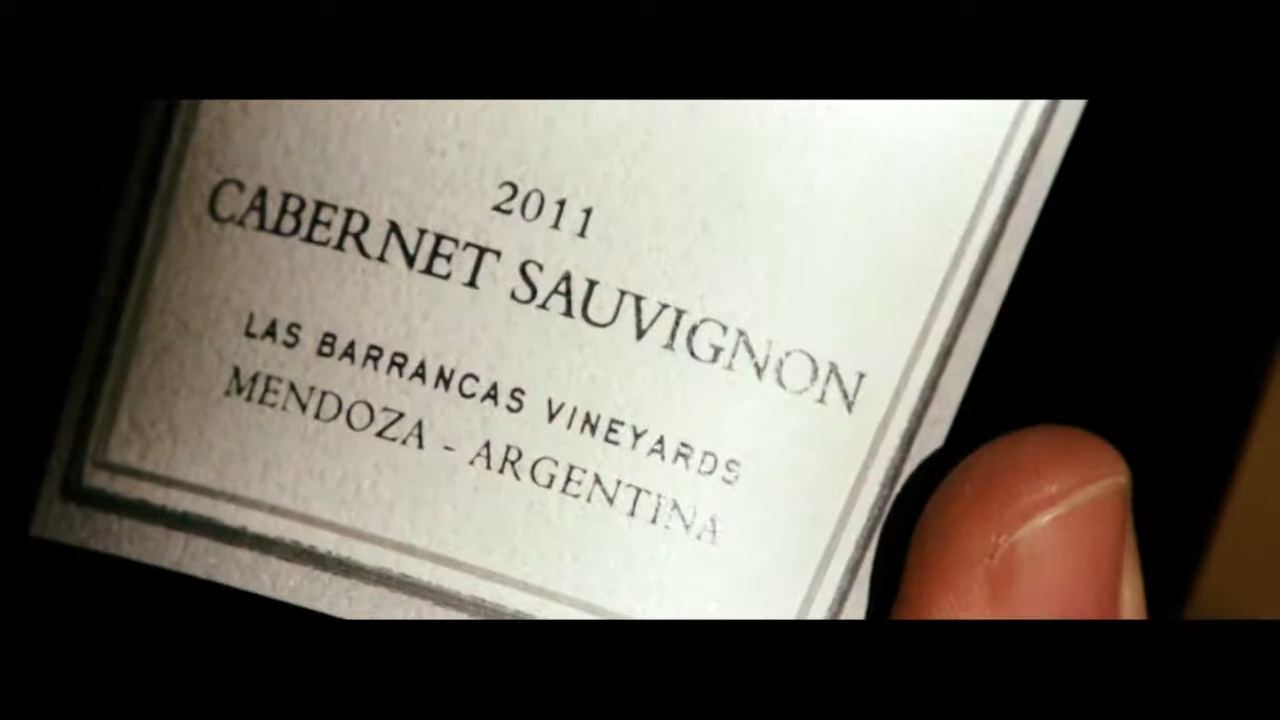 2011
CABERNET SAUVIGNON
LAS BARRANCAS VINEYARDS
MENDOZA - ARGENTINA